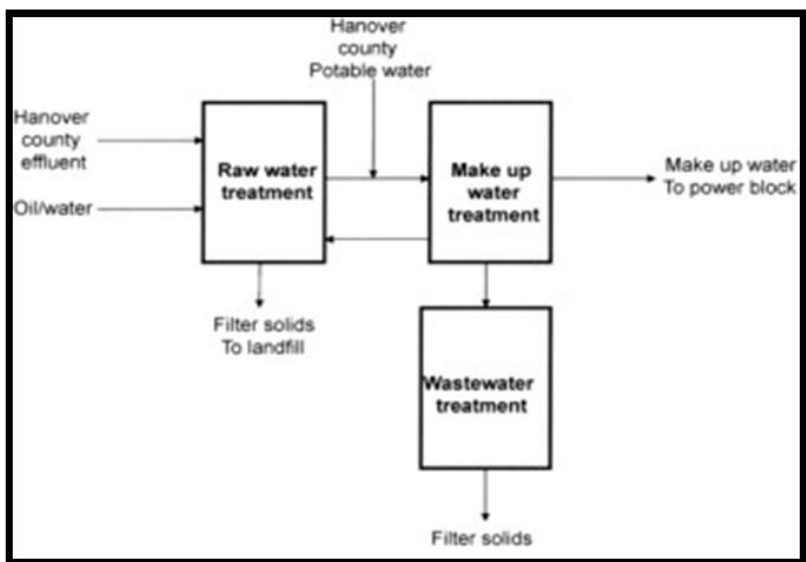 Hanover
county
Potable water
Hanover
county
effluent
Oil/water
Raw water
treatment
Make up
water
treatment
Make up water
To power block
Filter solids
To landfill
Wastewater
treatment
Filter solids